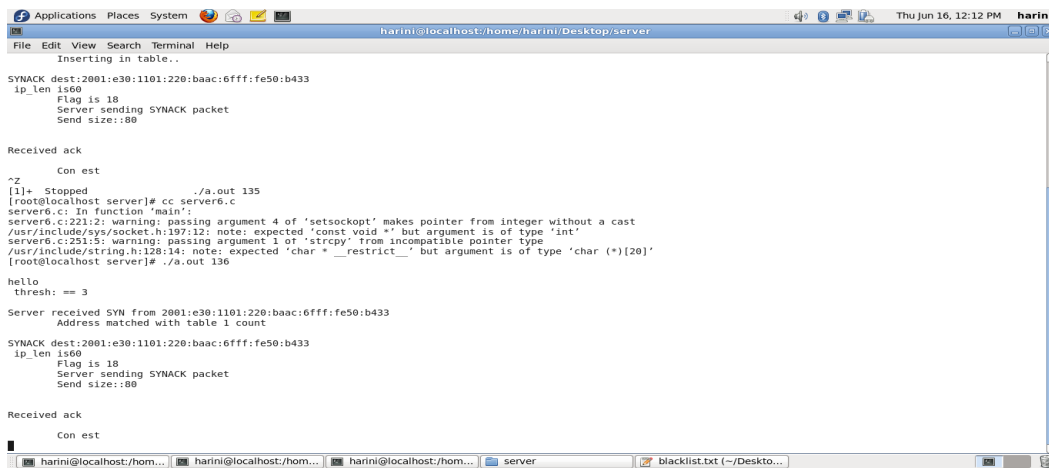 Applications Places System Thu Jun 16, 12:12 PM harin
harini@localhost:/home/harini/Desktop/server
File Edit View Search Terminal Help
Inserting in table..
SYNACK dest:2001:e30:1101:220:baac:6fff:fe50:b433
ip_len is60
Flag is 18
Server sending SYNACK packet
Send size::80
Received ack
Con est
^Z
[1]+ Stopped ./a.out 135
[root@localhost server]# cc server6.c
server6.c: In function ‘main’:
server6.c:221:2: warning: passing argument 4 of ‘setsockopt’ makes pointer from integer without a cast
/usr/include/sys/socket.h:197:12: note: expected ‘const void *’ but argument is of type ‘int’
server6.c:251:5: warning: passing argument 1 of ‘strcpy’ from incompatible pointer type
/usr/include/string.h:128:14: note: expected ‘char * __restrict__’ but argument is of type ‘char (*)[20]’
[root@localhost server]# ./a.out 136
hello
thresh: == 3
Server received SYN from 2001:e30:1101:220:baac:6fff:fe50:b433
Address matched with table 1 count
SYNACK dest:2001:e30:1101:220:baac:6fff:fe50:b433
ip_len is60
Flag is 18
Server sending SYNACK packet
Send size::80
Received ack
Con est
harini@localhost:/hom... harini@localhost:/hom... harini@localhost:/hom... server blacklist.txt (~/Deskto...